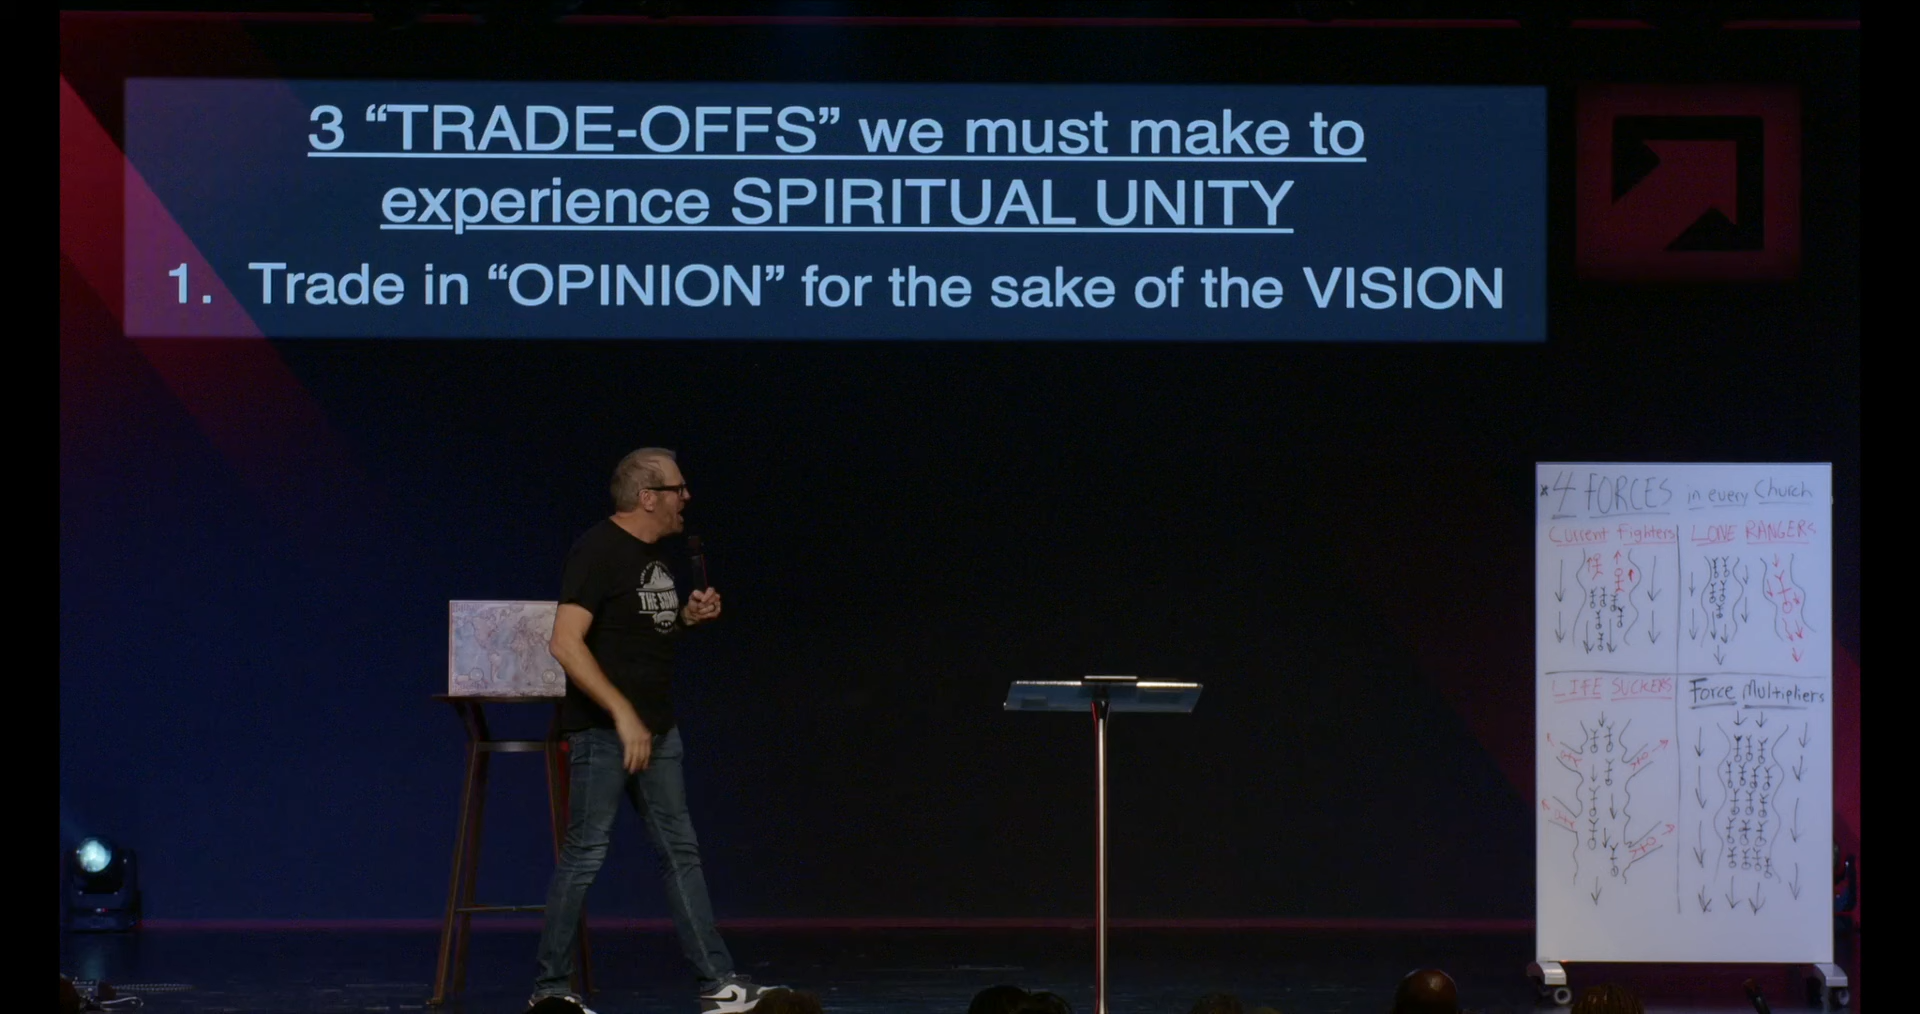 3 “TRADE-OFFS” we must make to
experience SPIRITUAL UNITY
1. Trade in “OPINION” for the sake of the VISION
THE
*4 FORCES in every Church
Current Fighters
LONE RANGERS
LIFE SUCKERS
Force Multipliers